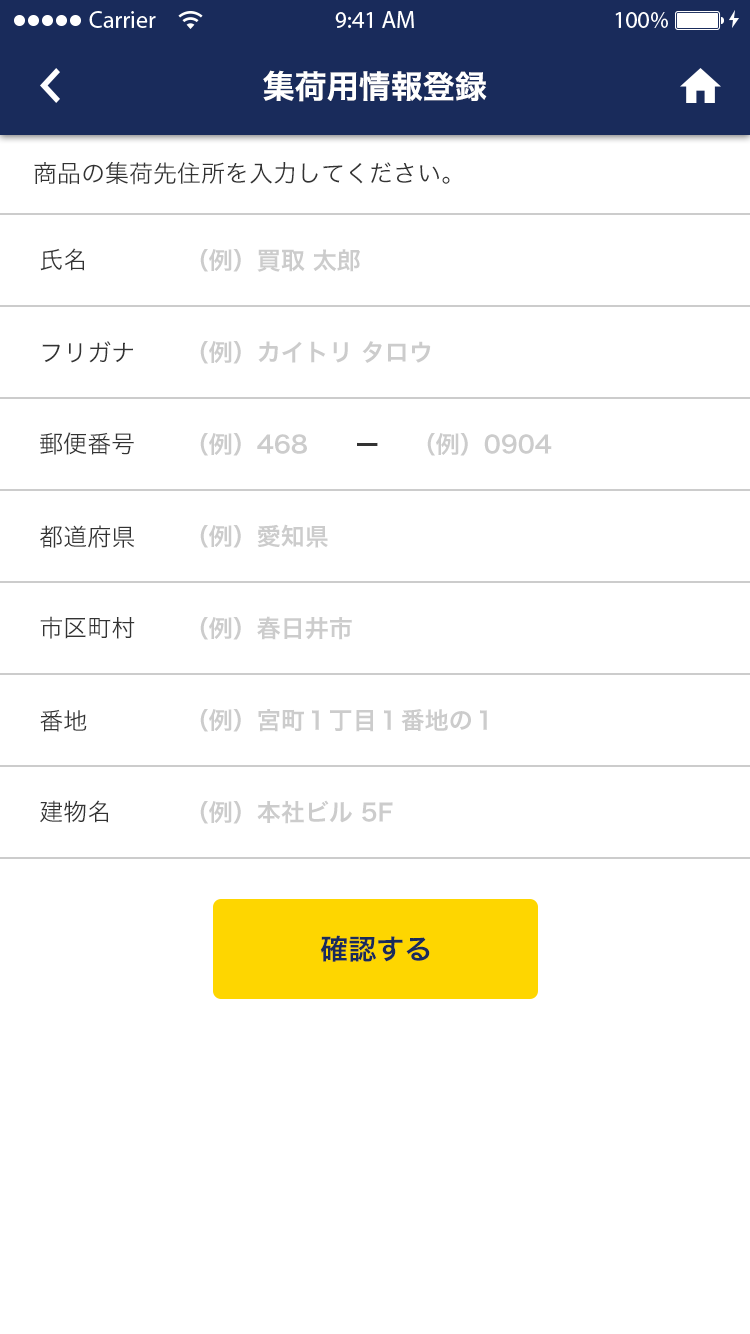 Carrier 9:41 AM 100%
集荷用情報登録
商品の集荷先住所を入力してください。
氏名 （例）買取 太郎
フリガナ （例）カイトリ タロウ
郵便番号 （例）468 ー （例）0904
都道府県 （例）愛知県
市区町村 （例）春日井市
番地 （例）宮町１丁目１番地の１
建物名 （例）本社ビル 5F
確認する